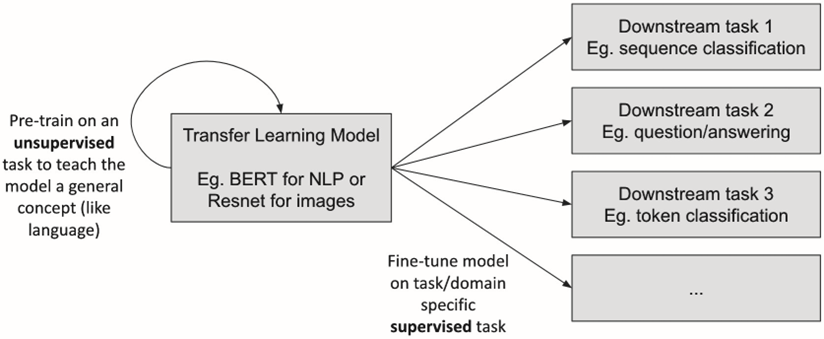 Pre-train on an
unsupervised
task to teach the
model a general
concept (like
language)
Transfer Learning Model
Eg. BERT for NLP or
Resnet for images
Fine-tune model
on task/domain
specific
supervised task
Downstream task 1
Eg. sequence classification
Downstream task 2
Eg. question/answering
Downstream task 3
Eg. token classification
...